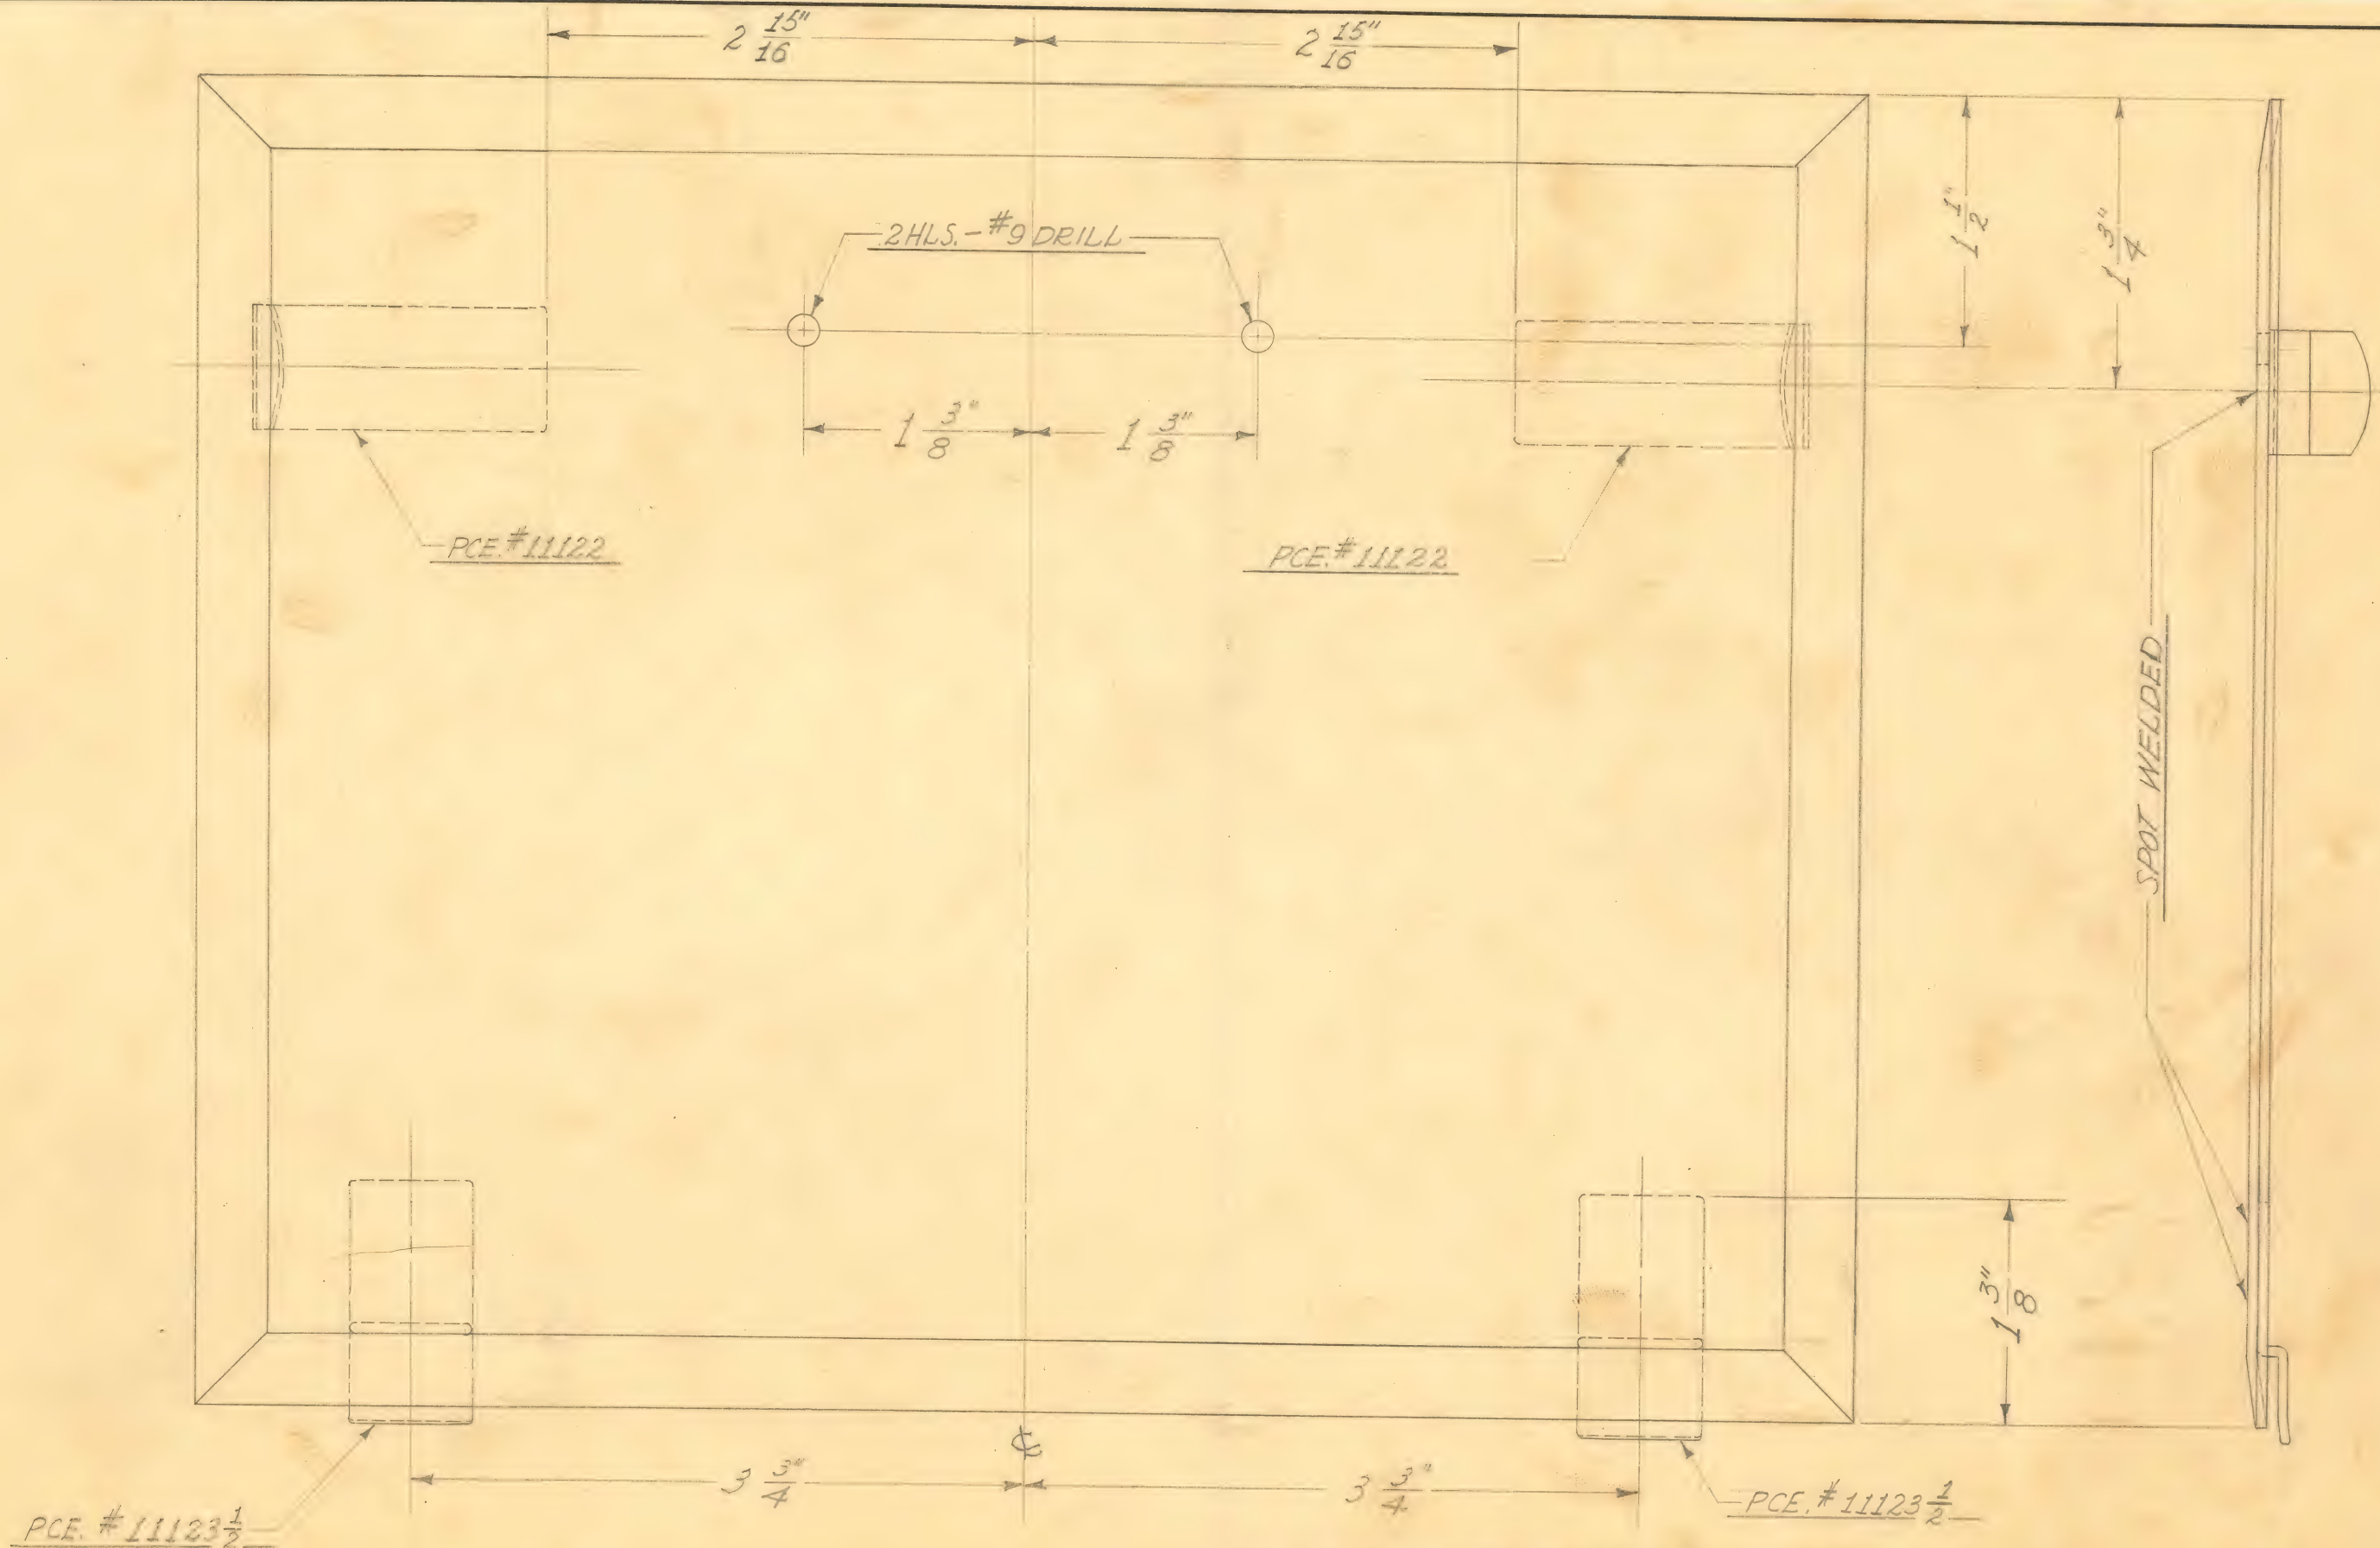 2 15/16" 2 15/16"
2 HLS. - #9 DRILL
1 1/2"
1 3/4"
1 3/8" 1 3/8"
PCE. #11122
PCE. #11122
SPOT WELDED
1 3/8"
℄
3 3/4" 3 3/4"
PCE. #11123 1/2
PCE. #11123 1/2